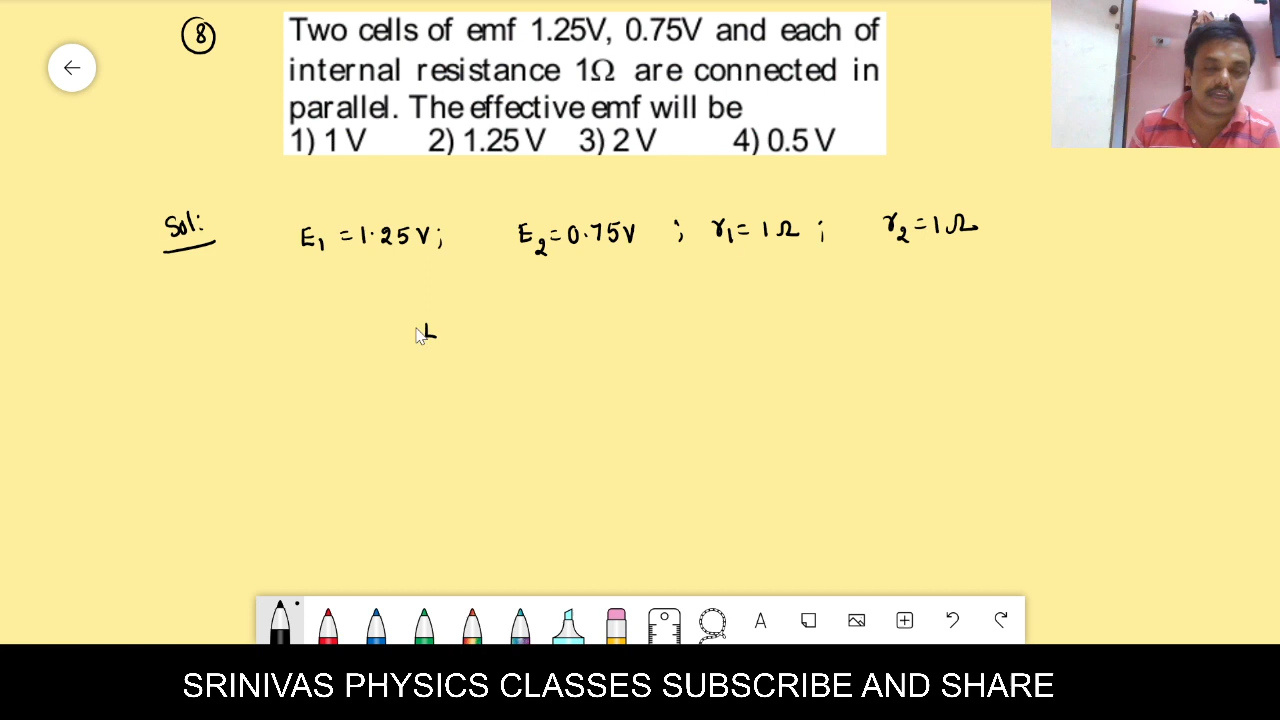 8
Two cells of emf 1.25V, 0.75V and each of
internal resistance 1Ω are connected in
parallel. The effective emf will be
1) 1 V 2) 1.25 V 3) 2 V 4) 0.5 V
Sol:
E₁ = 1.25V; E₂ = 0.75V ; r₁ = 1Ω ; r₂ = 1Ω
A
SRINIVAS PHYSICS CLASSES SUBSCRIBE AND SHARE